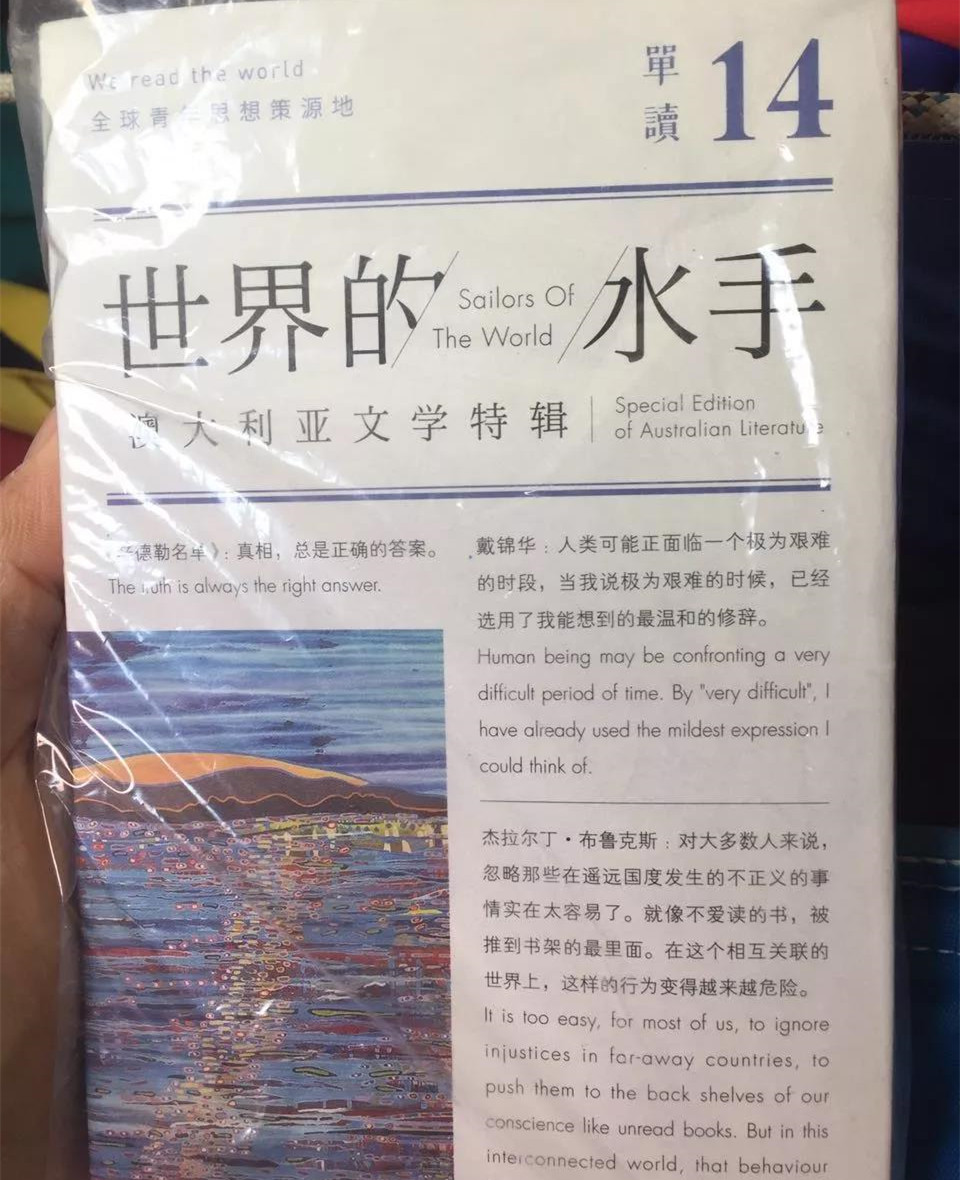 We read the world
全球青年思想策源地
單讀 14
世界的 水手
Sailors Of
The World
澳大利亚文学特辑
Special Edition
of Australian Literature
德勒名单》：真相，总是正确的答案。
The truth is always the right answer.
戴锦华：人类可能正面临一个极为艰难
的时段，当我说极为艰难的时候，已经
选用了我能想到的最温和的修辞。
Human being may be confronting a very
difficult period of time. By "very difficult", I
have already used the mildest expression I
could think of.
杰拉尔丁·布鲁克斯：对大多数人来说，
忽略那些在遥远国度发生的不正义的事
情实在太容易了。就像不爱读的书，被
推到书架的最里面。在这个相互关联的
世界上，这样的行为变得越来越危险。
It is too easy, for most of us, to ignore
injustices in far-away countries, to
push them to the back shelves of our
conscience like unread books. But in this
interconnected world, that behaviour